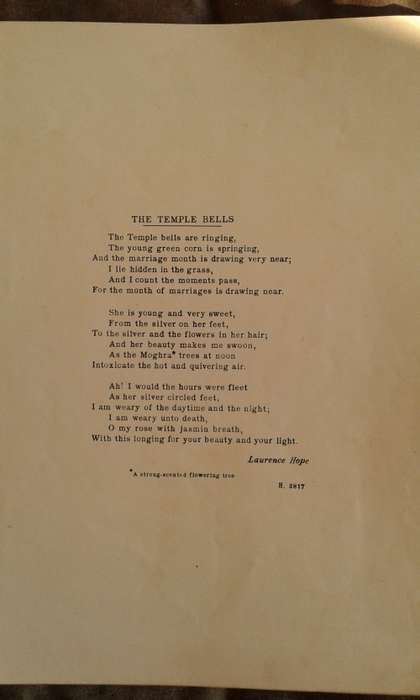 THE TEMPLE BELLS
The Temple bells are ringing,
The young green corn is springing,
And the marriage month is drawing very near;
I lie hidden in the grass,
And I count the moments pass,
For the month of marriages is drawing near.
She is young and very sweet,
From the silver on her feet,
To the silver and the flowers in her hair;
And her beauty makes me swoon,
As the Moghra* trees at noon
Intoxicate the hot and quivering air.
Ah! I would the hours were fleet
As her silver circled feet,
I am weary of the daytime and the night;
I am weary unto death,
O my rose with jasmin breath,
With this longing for your beauty and your light.
Laurence Hope
*A strong-scented flowering tree
H. 3817